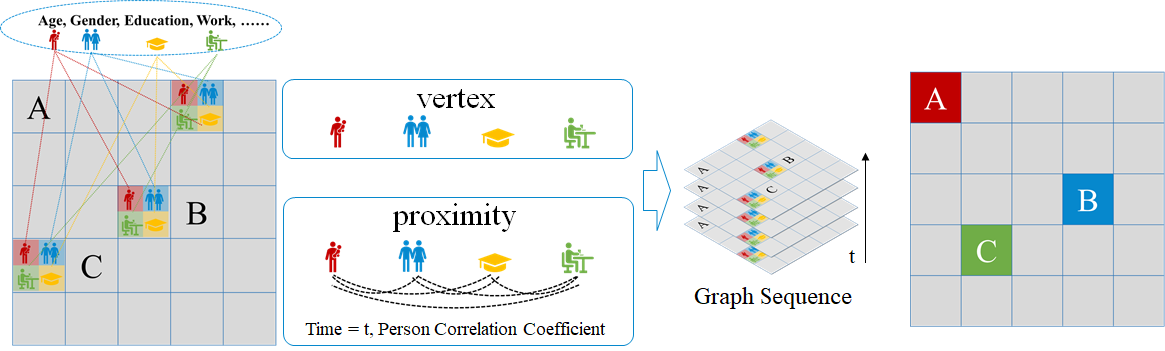 Age, Gender, Education, Work, ……
A
B
C
vertex
proximity
Time = t, Person Correlation Coefficient
B
A
A
C
A
A
t
Graph Sequence
A
B
C